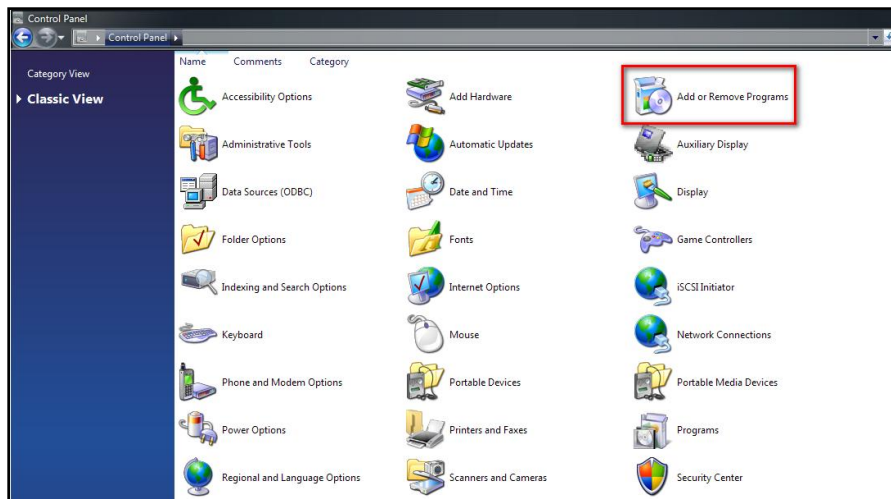 Control Panel
Control Panel
Name Comments Category
Category View
Classic View
Accessibility Options Add Hardware Add or Remove Programs
Administrative Tools Automatic Updates Auxiliary Display
Data Sources (ODBC) Date and Time Display
Folder Options Fonts Game Controllers
Indexing and Search Options Internet Options iSCSI Initiator
Keyboard Mouse Network Connections
Phone and Modem Options Portable Devices Portable Media Devices
Power Options Printers and Faxes Programs
Regional and Language Options Scanners and Cameras Security Center